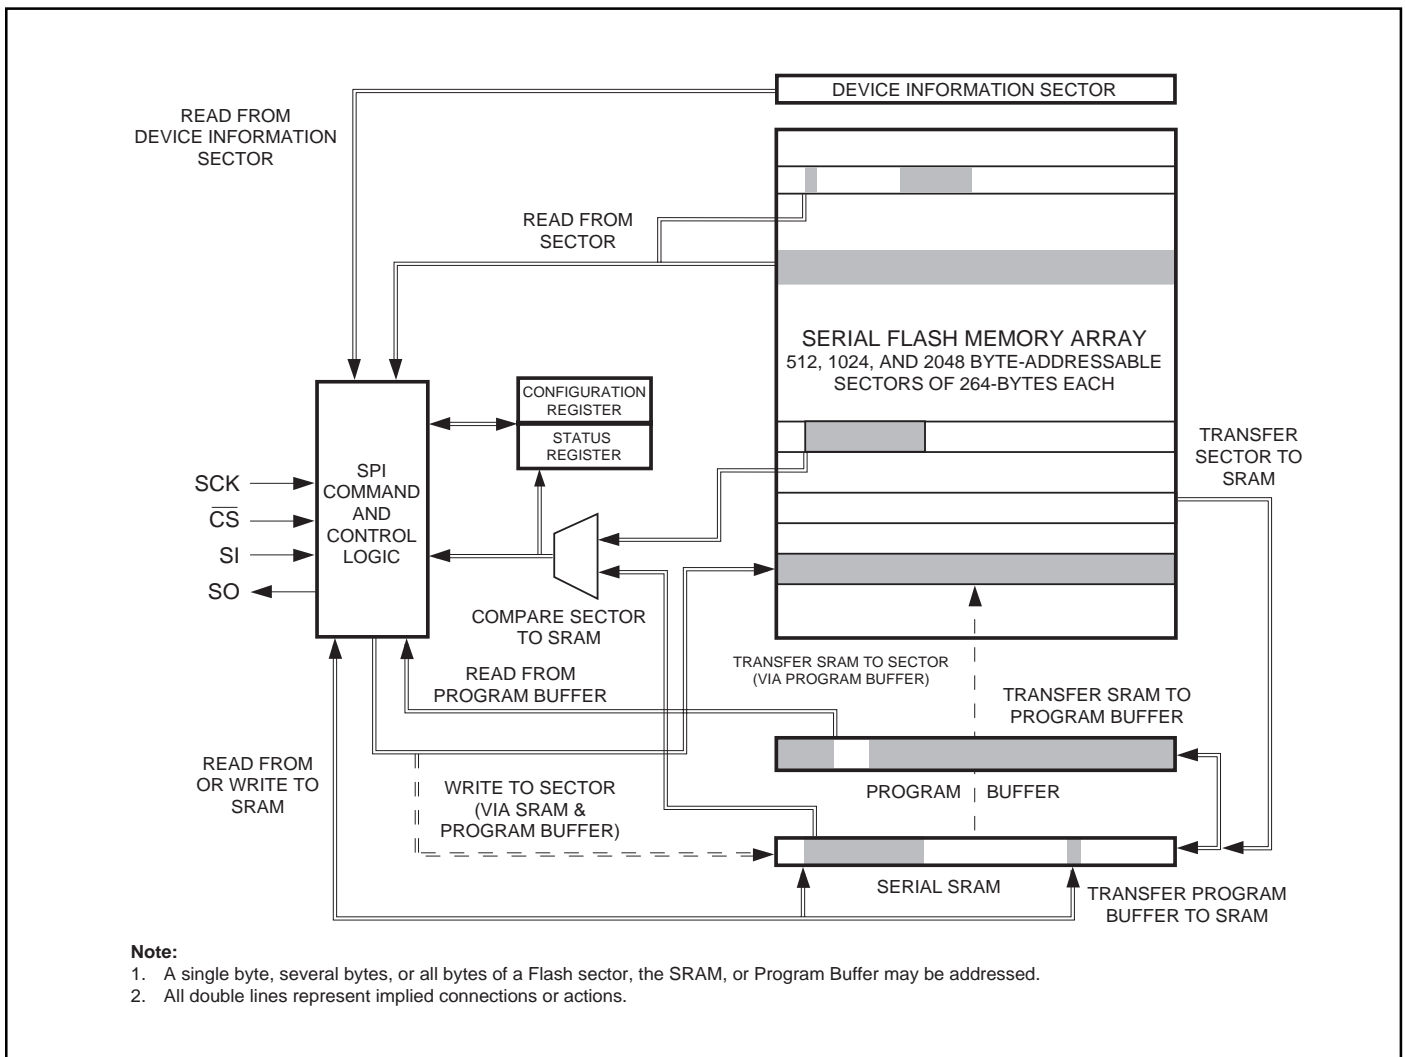 DEVICE INFORMATION SECTOR
READ FROM
DEVICE INFORMATION
SECTOR
READ FROM
SECTOR
SERIAL FLASH MEMORY ARRAY
512, 1024, AND 2048 BYTE-ADDRESSABLE
SECTORS OF 264-BYTES EACH
CONFIGURATION
REGISTER
STATUS
REGISTER
TRANSFER
SECTOR TO
SRAM
SPI
COMMAND
AND
CONTROL
LOGIC
SCK
CS
SI
SO
COMPARE SECTOR
TO SRAM
TRANSFER SRAM TO SECTOR
(VIA PROGRAM BUFFER)
READ FROM
PROGRAM BUFFER
TRANSFER SRAM TO
PROGRAM BUFFER
READ FROM
OR WRITE TO
SRAM
WRITE TO SECTOR
(VIA SRAM &
PROGRAM BUFFER)
PROGRAM BUFFER
SERIAL SRAM
TRANSFER PROGRAM
BUFFER TO SRAM
Note:
1. A single byte, several bytes, or all bytes of a Flash sector, the SRAM, or Program Buffer may be addressed.
2. All double lines represent implied connections or actions.